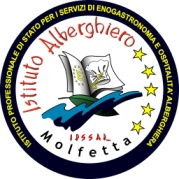 ISTITUTO PROFESSIONALE DI STATO PER I SERVIZI DI ENOGASTRONOMIA E OSPITALITA' ALBERGHIERA
Istituto Alberghiero
IPSSAR
Molfetta